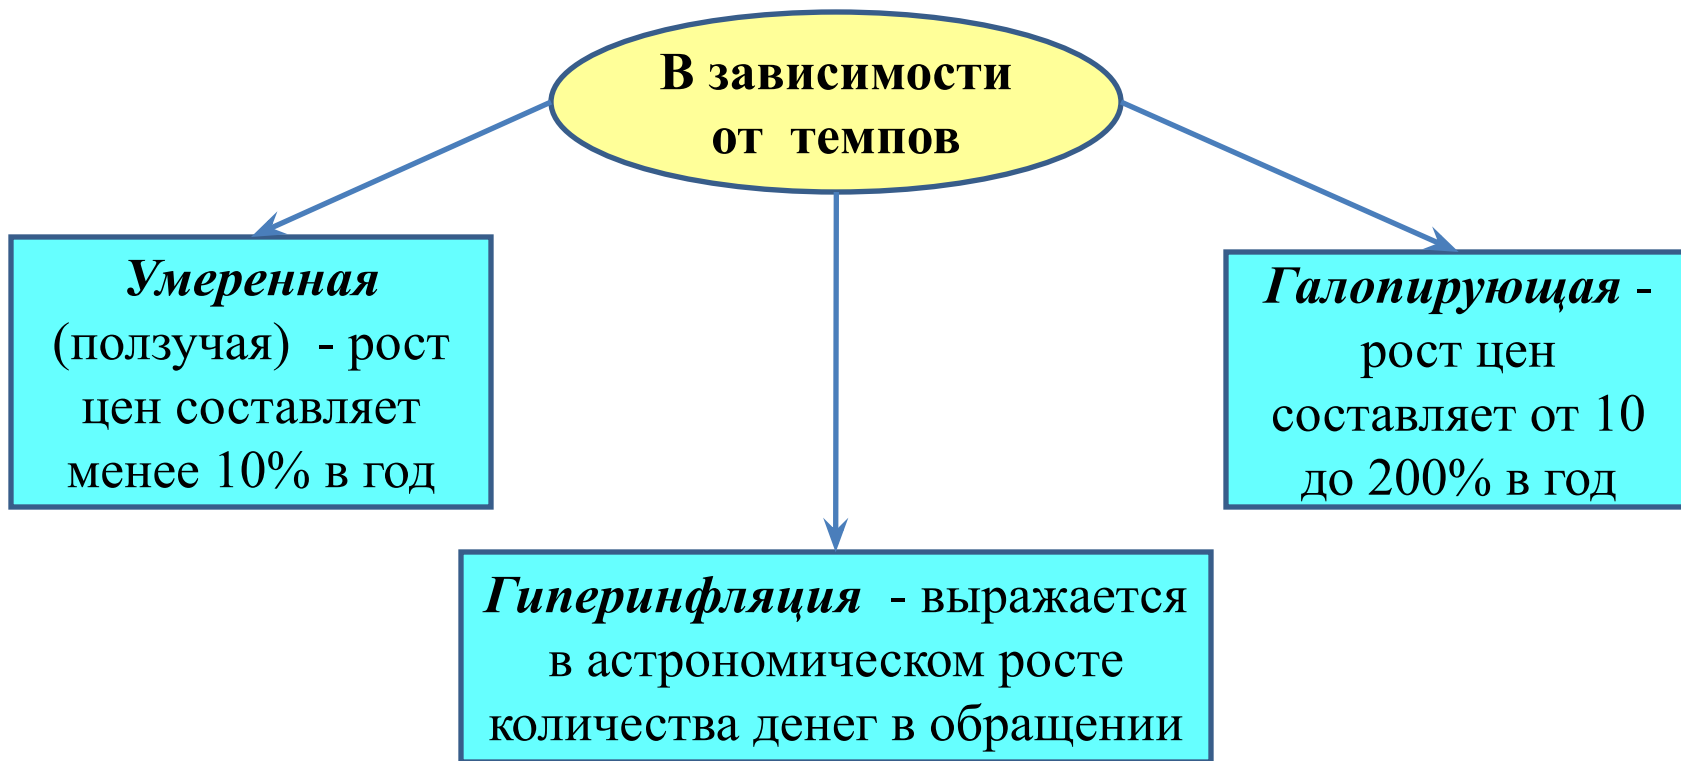 В зависимости
от темпов
Умеренная
(ползучая) - рост
цен составляет
менее 10% в год
Галопирующая -
рост цен
составляет от 10
до 200% в год
Гиперинфляция - выражается
в астрономическом росте
количества денег в обращении